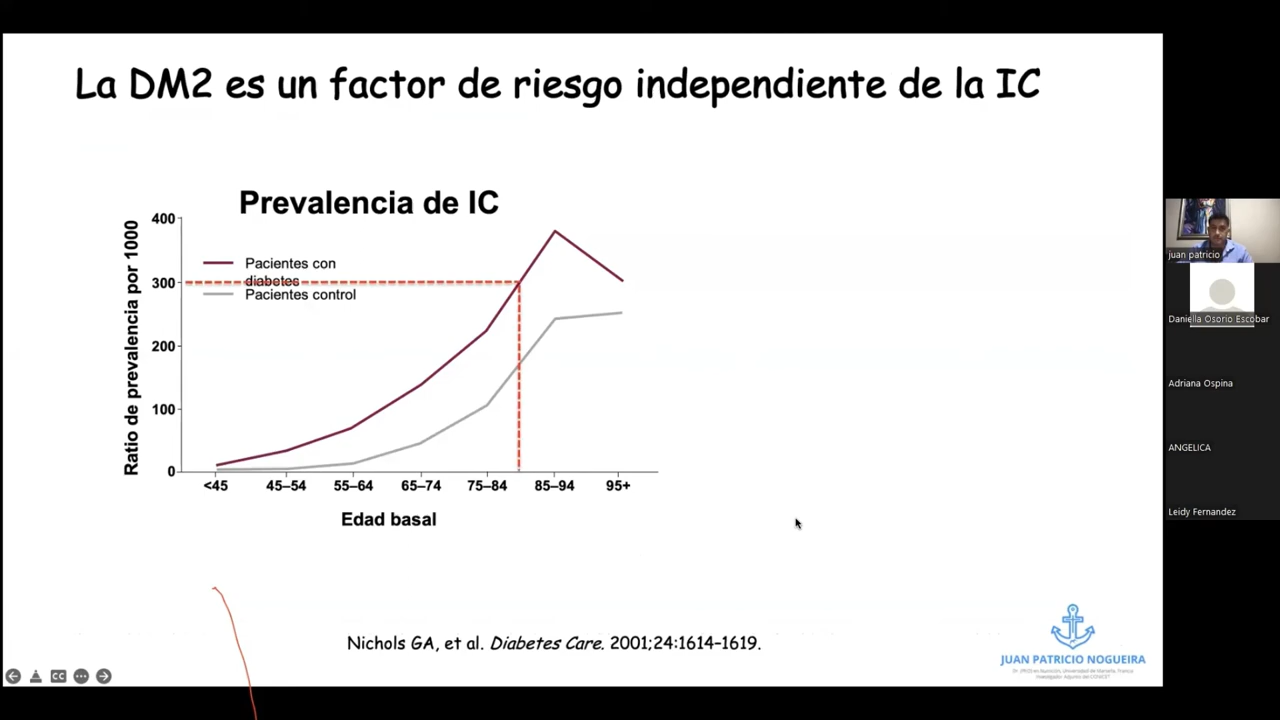 La DM2 es un factor de riesgo independiente de la IC
Prevalencia de IC
Ratio de prevalencia por 1000
400
300
200
100
0
Pacientes con
diabetes
Pacientes control
<45
45–54
55–64
65–74
75–84
85–94
95+
Edad basal
Nichols GA, et al. Diabetes Care. 2001;24:1614–1619.
JUAN PATRICIO NOGUEIRA
CC
juan patricio
Daniella Osorio Escobar
Adriana Ospina
ANGELICA
Leidy Fernandez